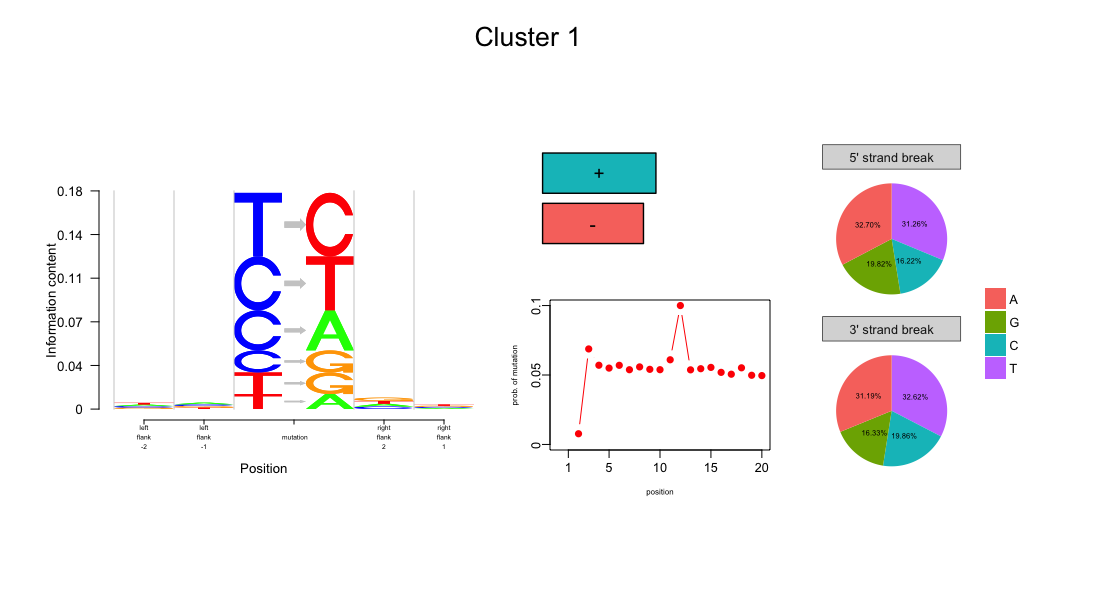 Cluster 1
Information content
0.18
0.14
0.11
0.07
0.04
0
T C
C T
C A
C G
T G
T A
left
flank
-2
left
flank
-1
mutation
right
flank
2
right
flank
1
Position
+
-
prob. of mutation
0.1
0.05
0
1 5 10 15 20
position
5' strand break
32.70%
31.26%
19.82%
16.22%
3' strand break
31.19%
32.62%
16.33%
19.86%
A
G
C
T